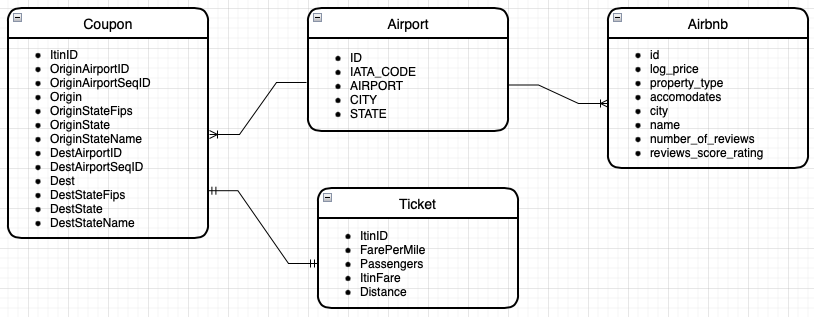 Coupon
ItinID
OriginAirportID
OriginAirportSeqID
Origin
OriginStateFips
OriginState
OriginStateName
DestAirportID
DestAirportSeqID
Dest
DestStateFips
DestState
DestStateName
Airport
ID
IATA_CODE
AIRPORT
CITY
STATE
Airbnb
id
log_price
property_type
accomodates
city
name
number_of_reviews
reviews_score_rating
Ticket
ItinID
FarePerMile
Passengers
ItinFare
Distance